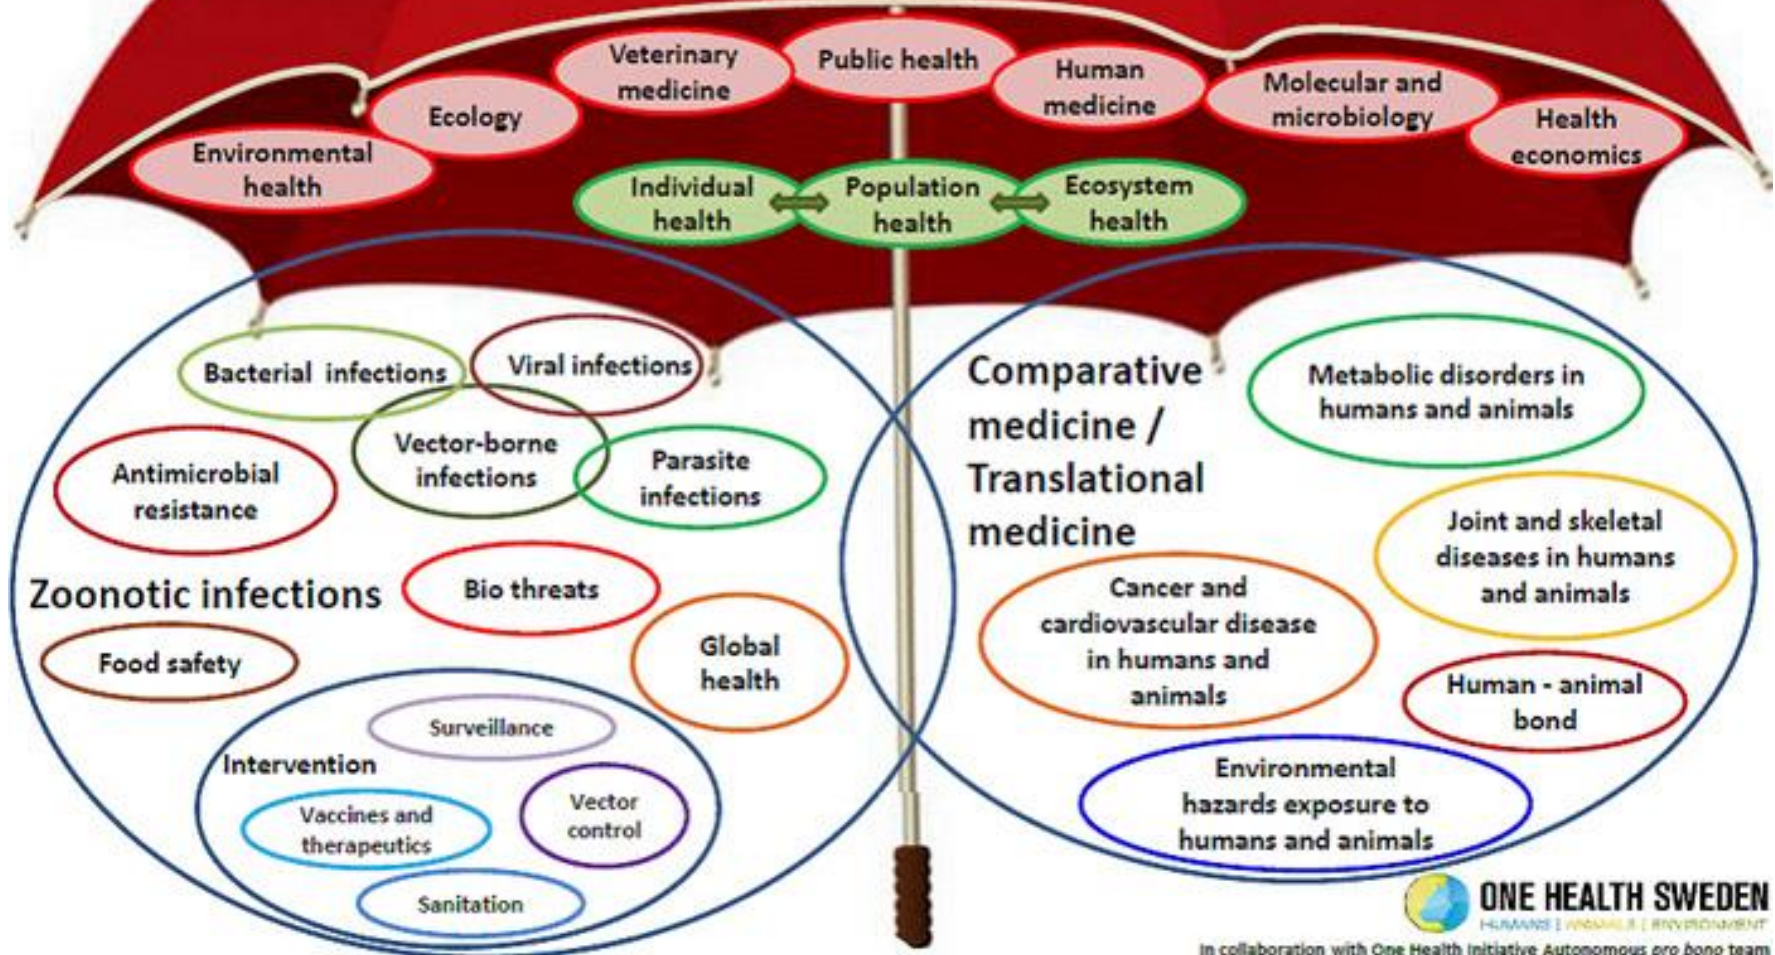 Public health
Veterinary
medicine
Human
medicine
Molecular and
microbiology
Ecology
Health
economics
Environmental
health
Individual
health
Population
health
Ecosystem
health
Bacterial infections
Viral infections
Vector-borne
infections
Parasite
infections
Antimicrobial
resistance
Zoonotic infections
Bio threats
Food safety
Global
health
Intervention
Surveillance
Vaccines and
therapeutics
Vector
control
Sanitation
Comparative
medicine /
Translational
medicine
Metabolic disorders in
humans and animals
Joint and skeletal
diseases in humans
and animals
Cancer and
cardiovascular disease
in humans and
animals
Human - animal
bond
Environmental
hazards exposure to
humans and animals
ONE HEALTH SWEDEN
HUMANS | ANIMALS | ENVIRONMENT
In collaboration with One Health Initiative Autonomous pro bono team